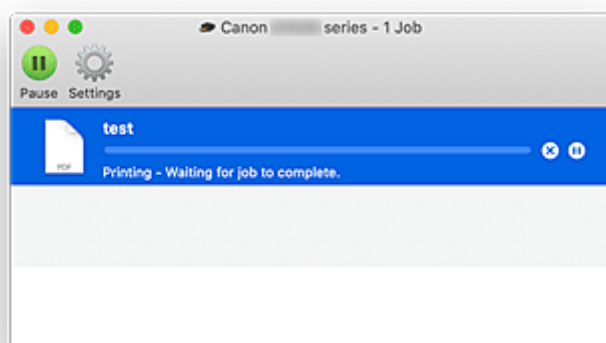 Canon series - 1 Job
Pause Settings
test
PDF
Printing - Waiting for job to complete.